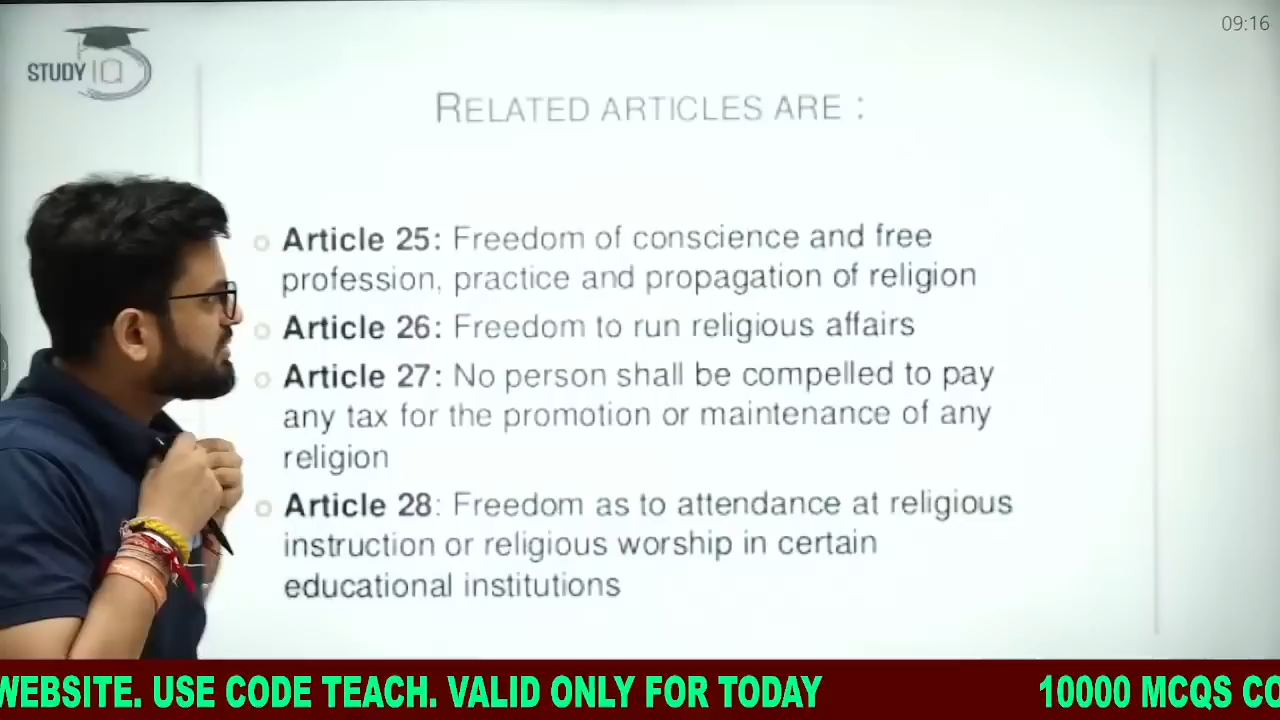 09:16
STUDY IQ
RELATED ARTICLES ARE :
Article 25: Freedom of conscience and free
profession, practice and propagation of religion
Article 26: Freedom to run religious affairs
Article 27: No person shall be compelled to pay
any tax for the promotion or maintenance of any
religion
Article 28: Freedom as to attendance at religious
instruction or religious worship in certain
educational institutions
WEBSITE. USE CODE TEACH. VALID ONLY FOR TODAY
10000 MCQS CO